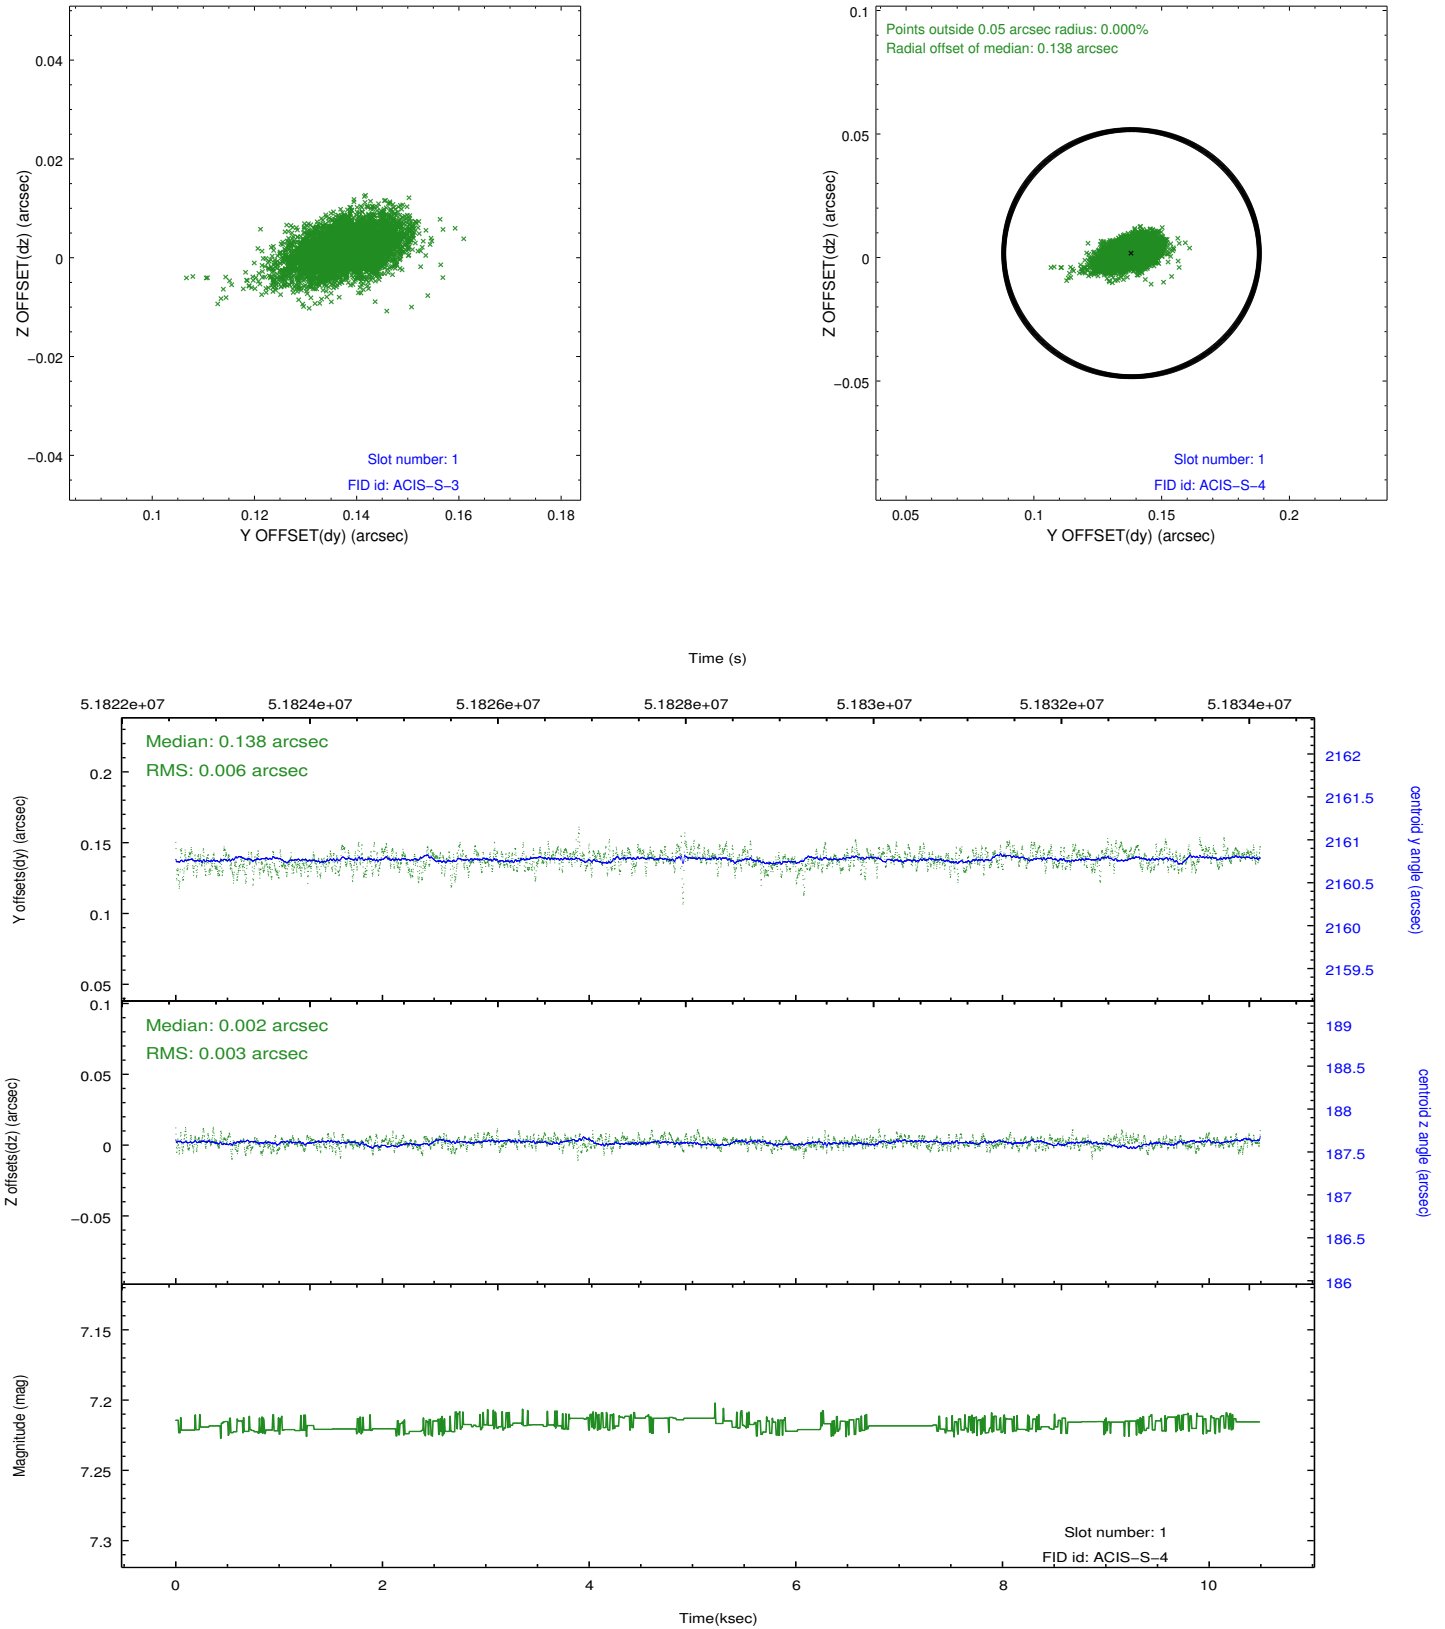 0.04
0.02
0
−0.02
−0.04
Z OFFSET(dz) (arcsec)
Slot number: 1
FID id: ACIS−S−3
0.1
0.12
0.14
0.16
0.18
Y OFFSET(dy) (arcsec)
Points outside 0.05 arcsec radius: 0.000%
Radial offset of median: 0.138 arcsec
0.1
0.05
0
−0.05
Z OFFSET(dz) (arcsec)
Slot number: 1
FID id: ACIS−S−4
0.05
0.1
0.15
0.2
Y OFFSET(dy) (arcsec)
Time (s)
5.1822e+07
5.1824e+07
5.1826e+07
5.1828e+07
5.183e+07
5.1832e+07
5.1834e+07
Median: 0.138 arcsec
RMS: 0.006 arcsec
0.2
0.15
0.1
0.05
Y offsets(dy) (arcsec)
2162
2161.5
2161
2160.5
2160
2159.5
centroid y angle (arcsec)
Median: 0.002 arcsec
RMS: 0.003 arcsec
0.1
0.05
0
−0.05
Z offsets(dz) (arcsec)
189
188.5
188
187.5
187
186.5
186
centroid z angle (arcsec)
7.15
7.2
7.25
7.3
Magnitude (mag)
Slot number: 1
FID id: ACIS−S−4
0
2
4
6
8
10
Time(ksec)